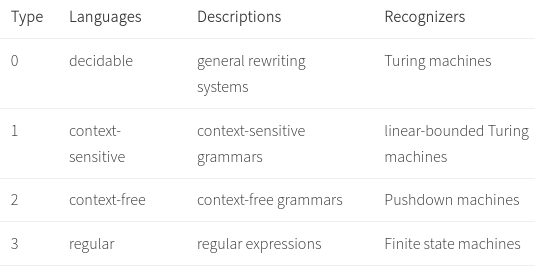 Type Languages Descriptions Recognizers
0 decidable general rewriting Turing machines
systems
1 context- context-sensitive linear-bounded Turing
sensitive grammars machines
2 context-free context-free grammars Pushdown machines
3 regular regular expressions Finite state machines